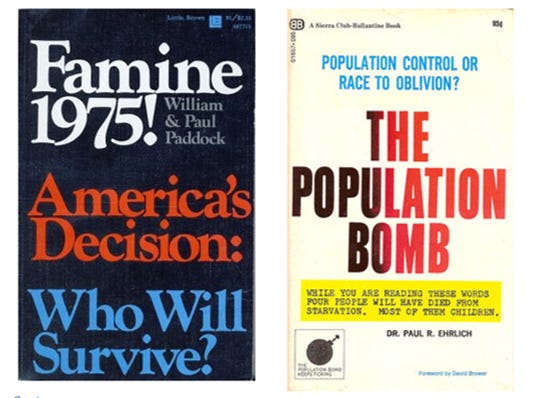 Little, Brown
Famine
1975!
William
& Paul
Paddock
America's
Decision:
Who Will
Survive?
BB
A Sierra Club-Ballantine Book
95¢
POPULATION CONTROL OR
RACE TO OBLIVION?
THE
POPULATION
BOMB
WHILE YOU ARE READING THESE WORDS
FOUR PEOPLE WILL HAVE DIED FROM
STARVATION. MOST OF THEM CHILDREN.
DR. PAUL R. EHRLICH
THE
POPULATION BOMB
KEEPS TICKING
Foreword by David Brower